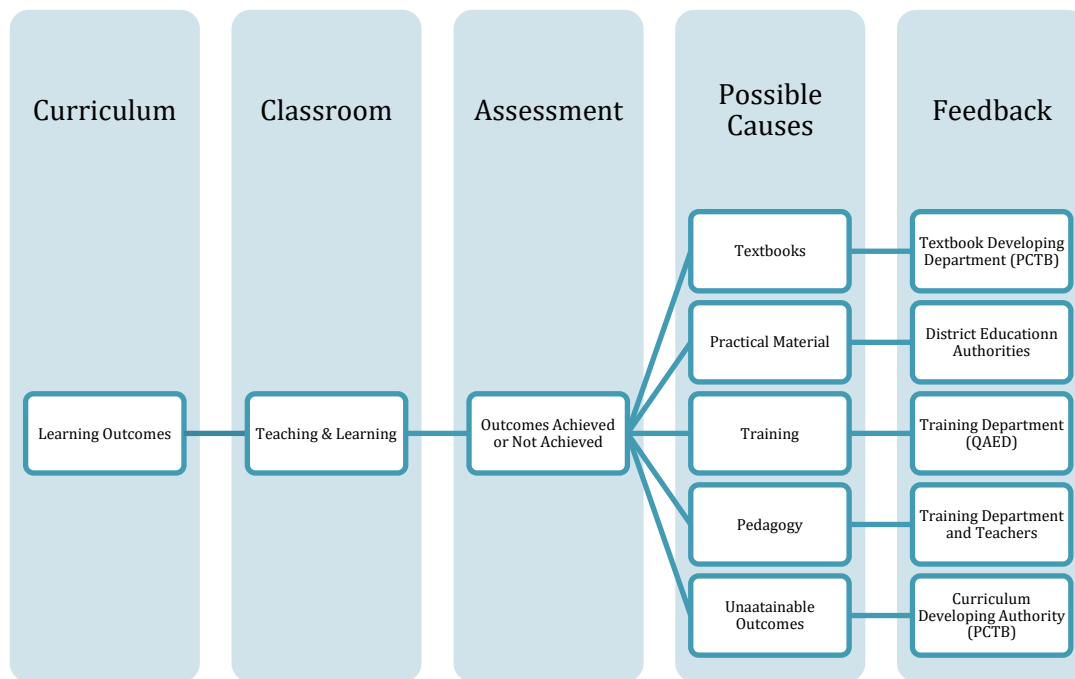 Curriculum
Classroom
Assessment
Possible
Causes
Feedback
Learning Outcomes
Teaching & Learning
Outcomes Achieved
or Not Achieved
Textbooks
Practical Material
Training
Pedagogy
Unaatainable
Outcomes
Textbook Developing
Department (PCTB)
District Educationn
Authorities
Training Department
(QAED)
Training Department
and Teachers
Curriculum
Developing Authority
(PCTB)